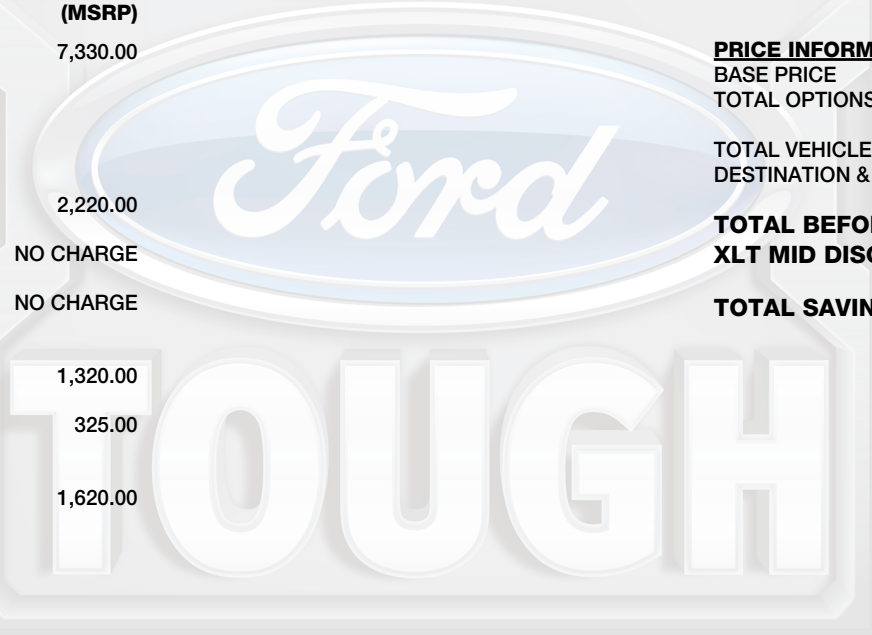 (MSRP)
7,330.00
2,220.00
NO CHARGE
NO CHARGE
1,320.00
325.00
1,620.00
PRICE INFORM
BASE PRICE
TOTAL OPTIONS
TOTAL VEHICLE
DESTINATION &
TOTAL BEFO
XLT MID DISC
TOTAL SAVIN
Ford
TOUGH